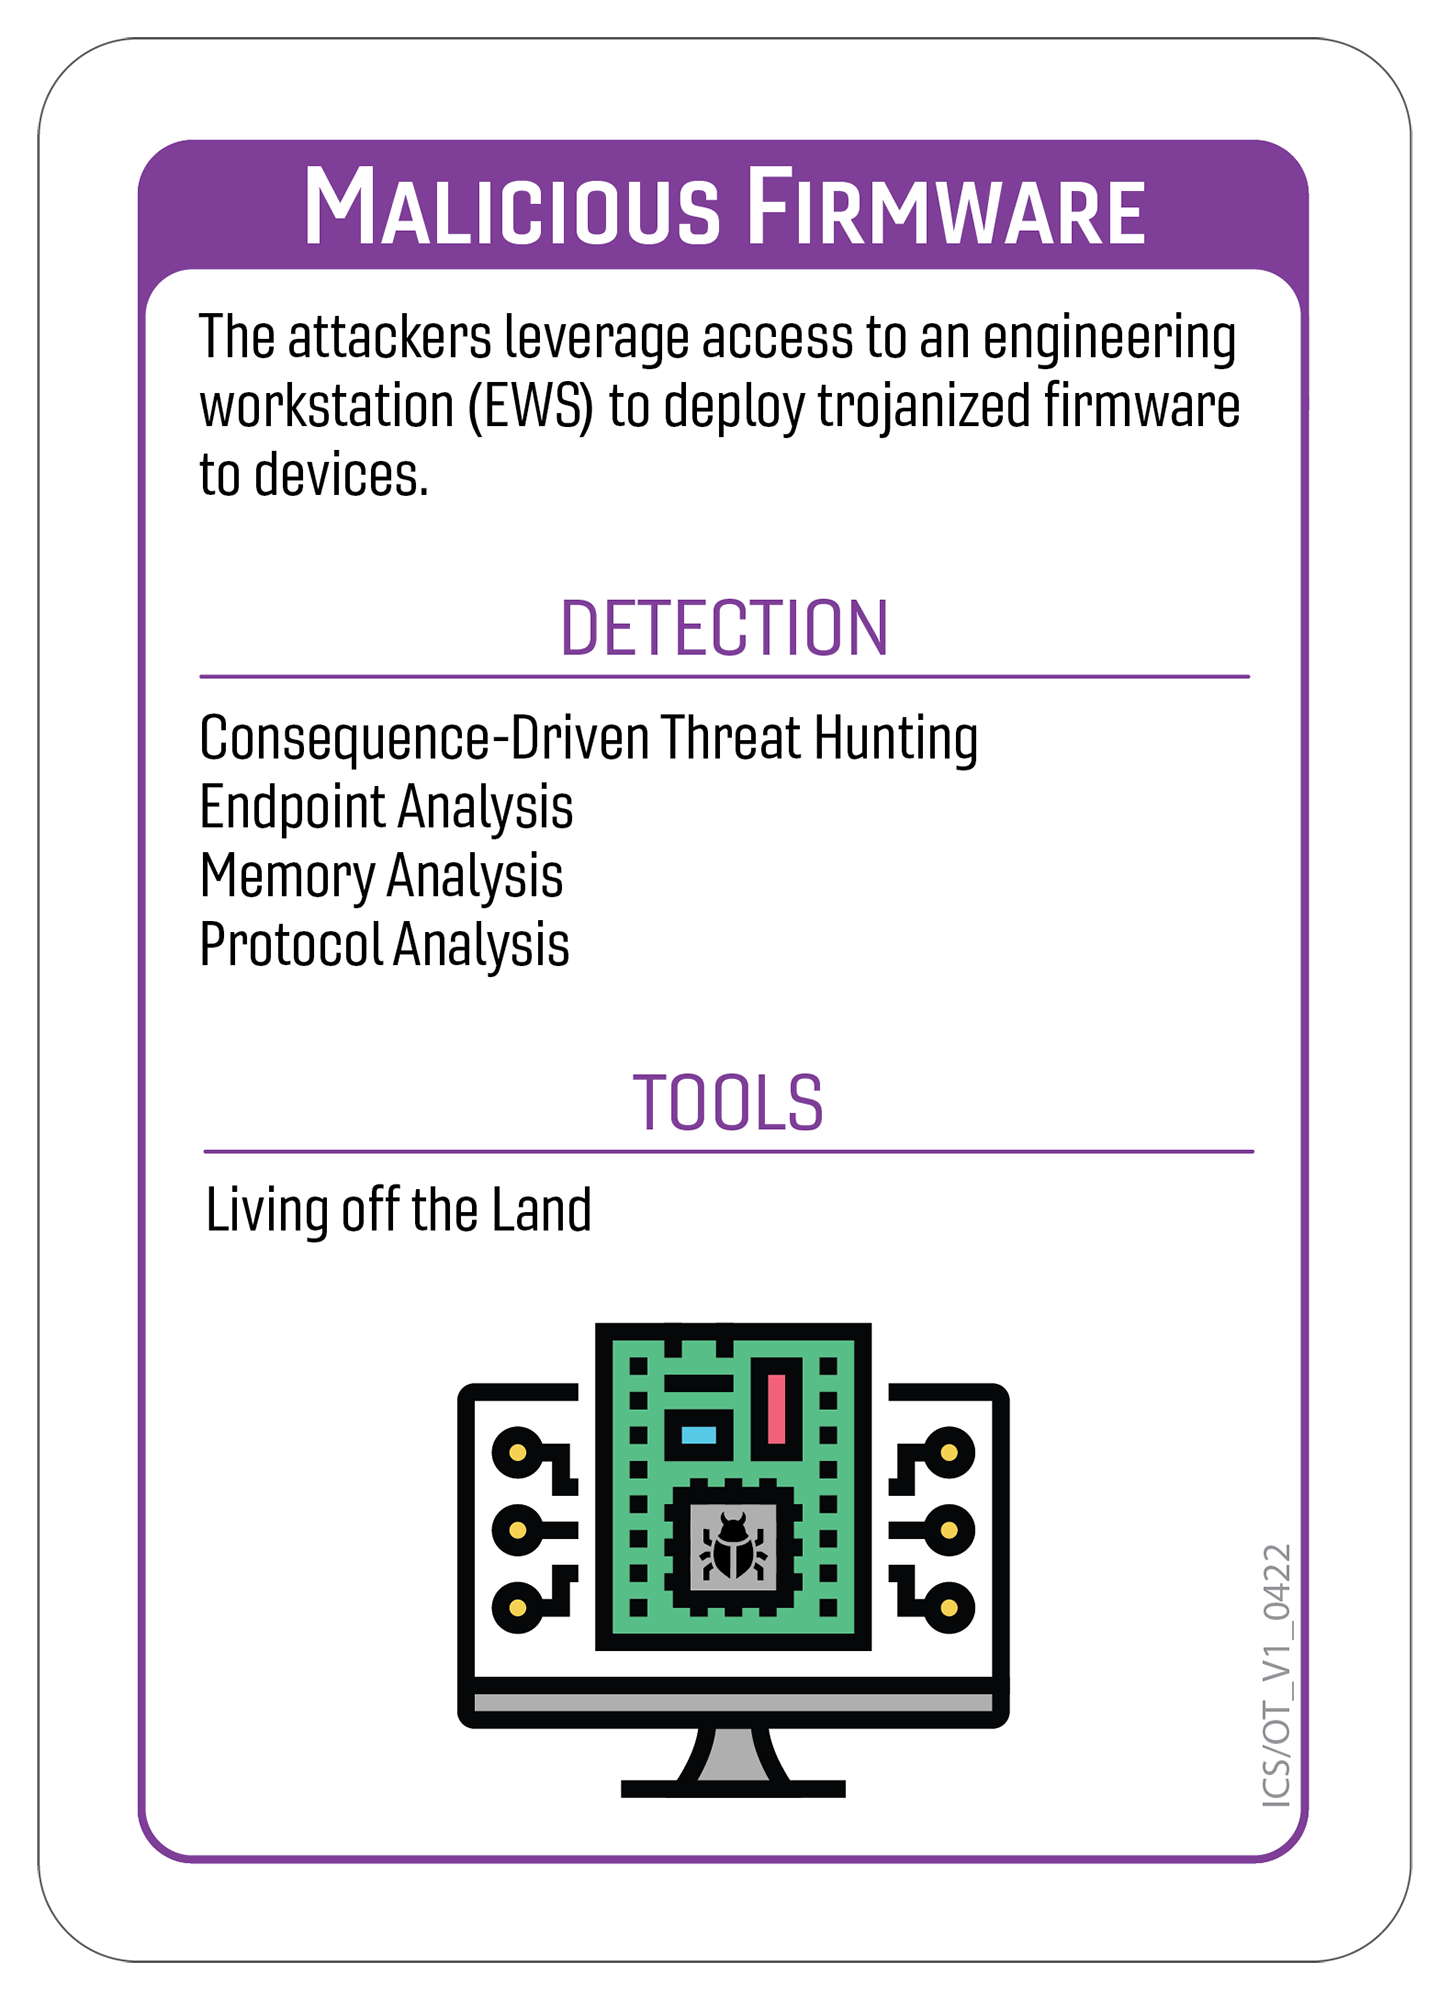 MALICIOUS FIRMWARE
The attackers leverage access to an engineering
workstation (EWS) to deploy trojanized firmware
to devices.
DETECTION
Consequence-Driven Threat Hunting
Endpoint Analysis
Memory Analysis
Protocol Analysis
TOOLS
Living off the Land
ICS/OT_V1_0422